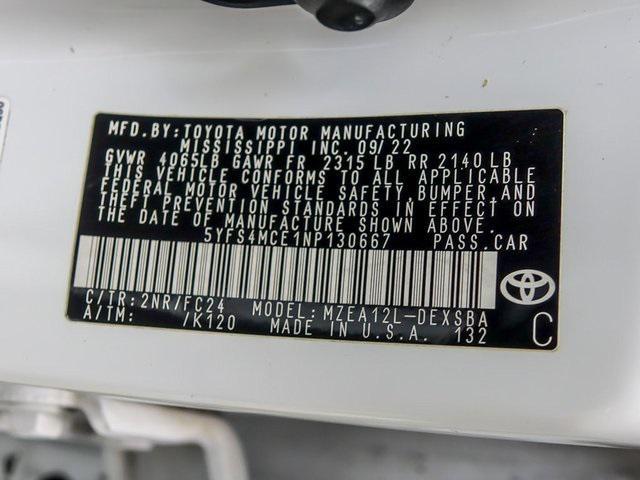 MFD.BY:TOYOTA MOTOR MANUFACTURING
MISSISSIPPI INC. 09/22
GVWR 4065LB GAWR FR 2315 LB RR 2140LB
THIS VEHICLE CONFORMS TO ALL APPLICABLE
FEDERAL MOTOR VEHICLE SAFETY, BUMPER, AND
THEFT PREVENTION STANDARDS IN EFFECT ON
THE DATE OF MANUFACTURE SHOWN ABOVE.
5YFS4MCE1NP130667 PASS.CAR
C/TR:2NR/FC24 MODEL:MZEA12L-DEXSBA
A/TM: /K120 MADE IN U.S.A. 132 C